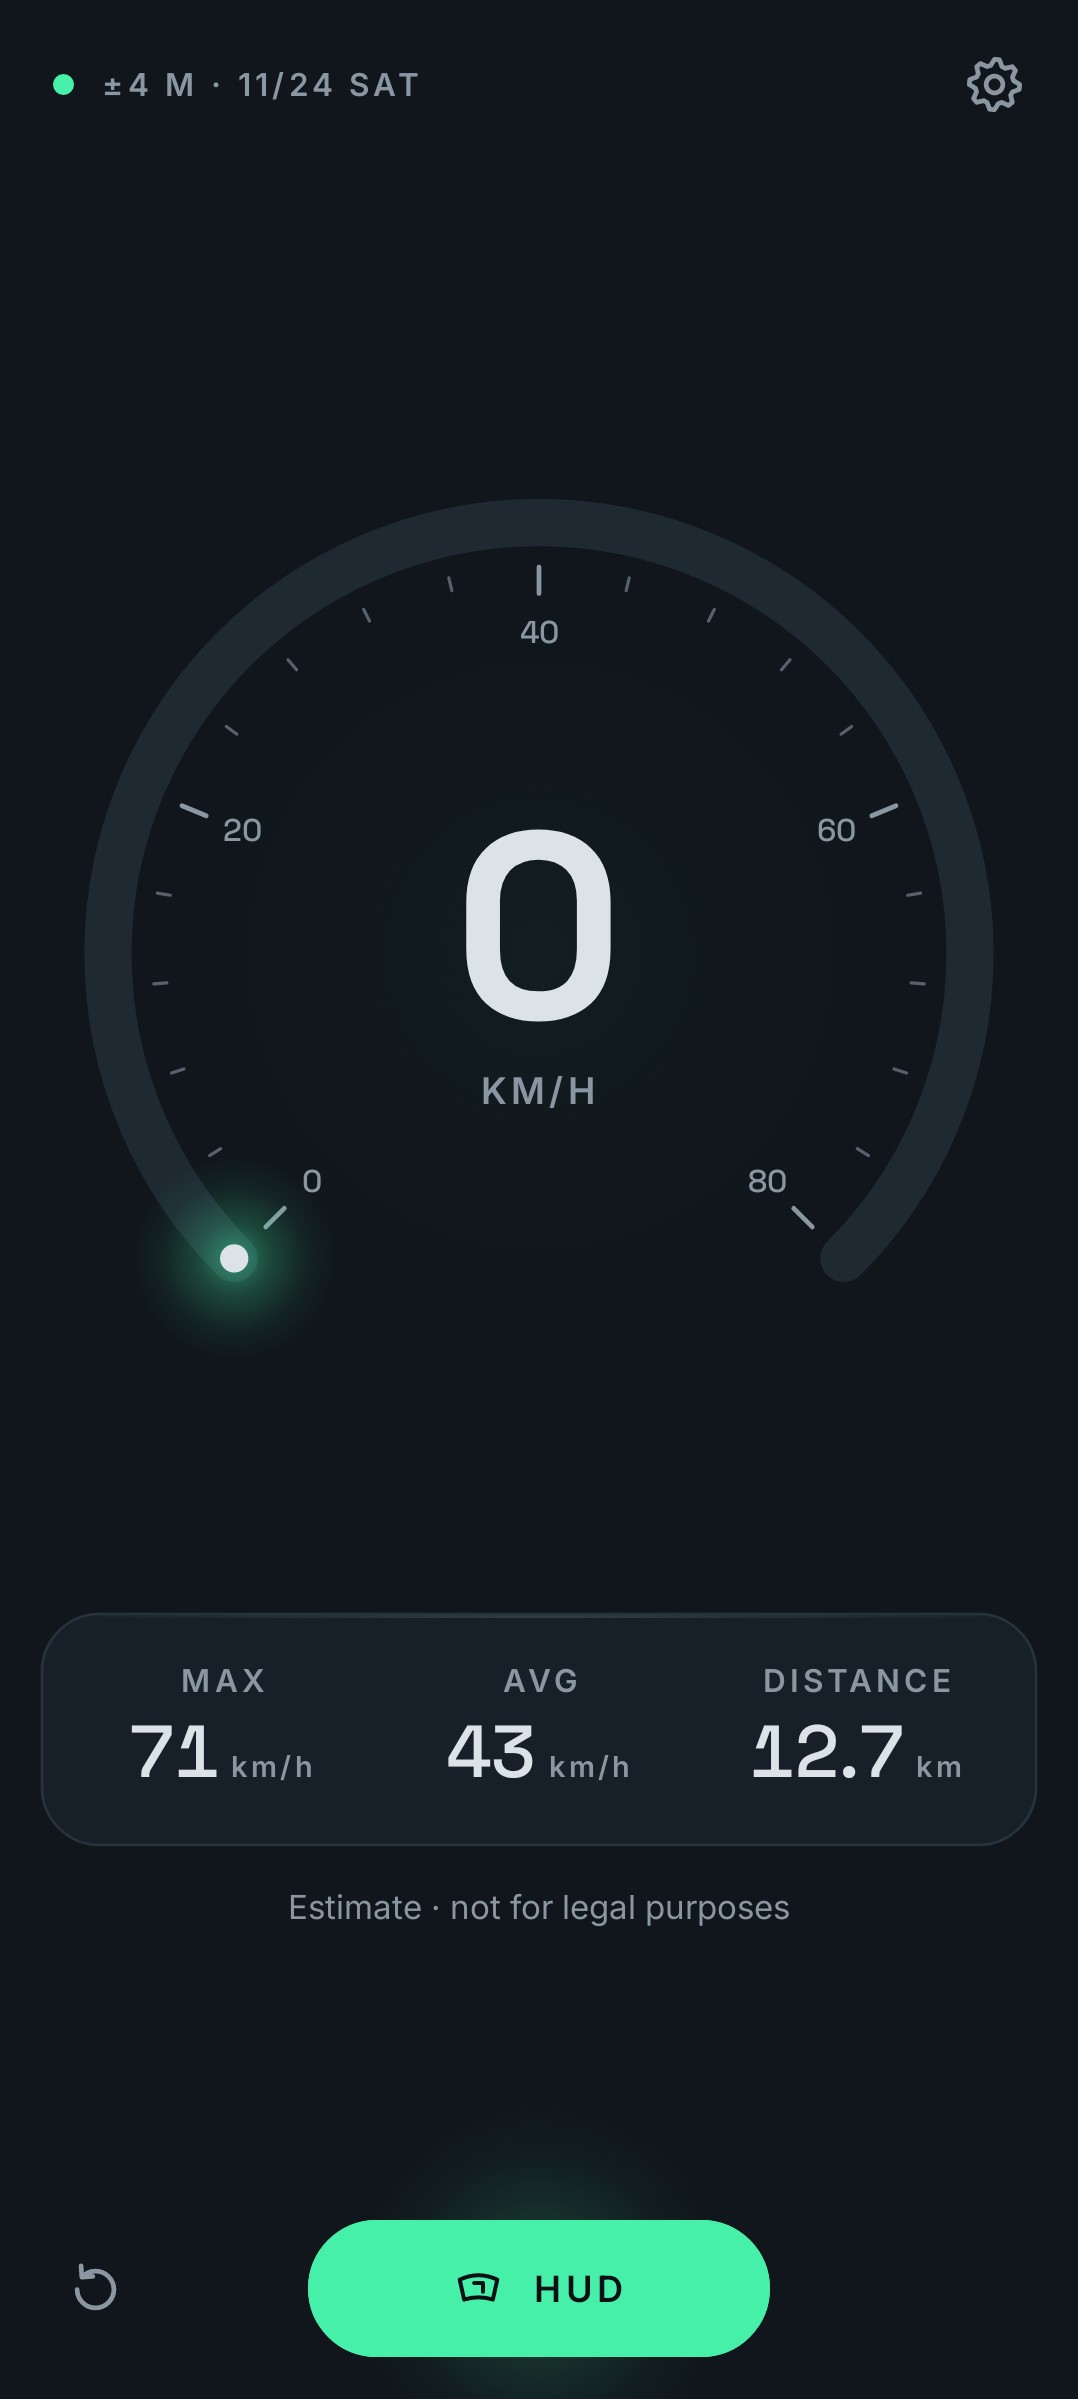 ±4 M · 11/24 SAT
40
20
60
0
KM/H
0
80
MAX
AVG
DISTANCE
71 km/h
43 km/h
12.7 km
Estimate · not for legal purposes
HUD